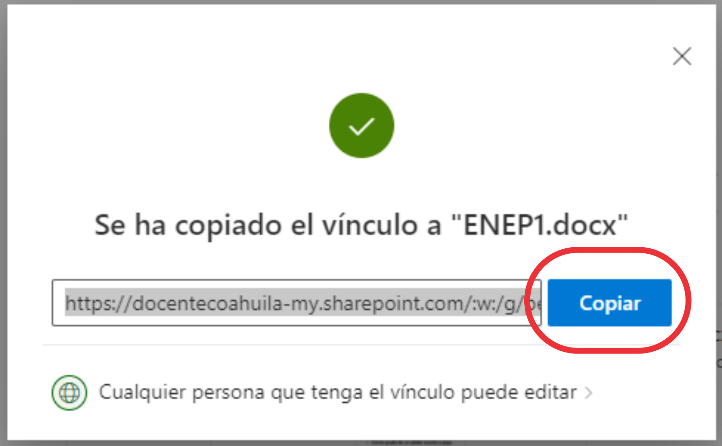 Se ha copiado el vínculo a "ENEP1.docx"
https://docentecoahuila-my.sharepoint.com/:w:/g/
Copiar
Cualquier persona que tenga el vínculo puede editar